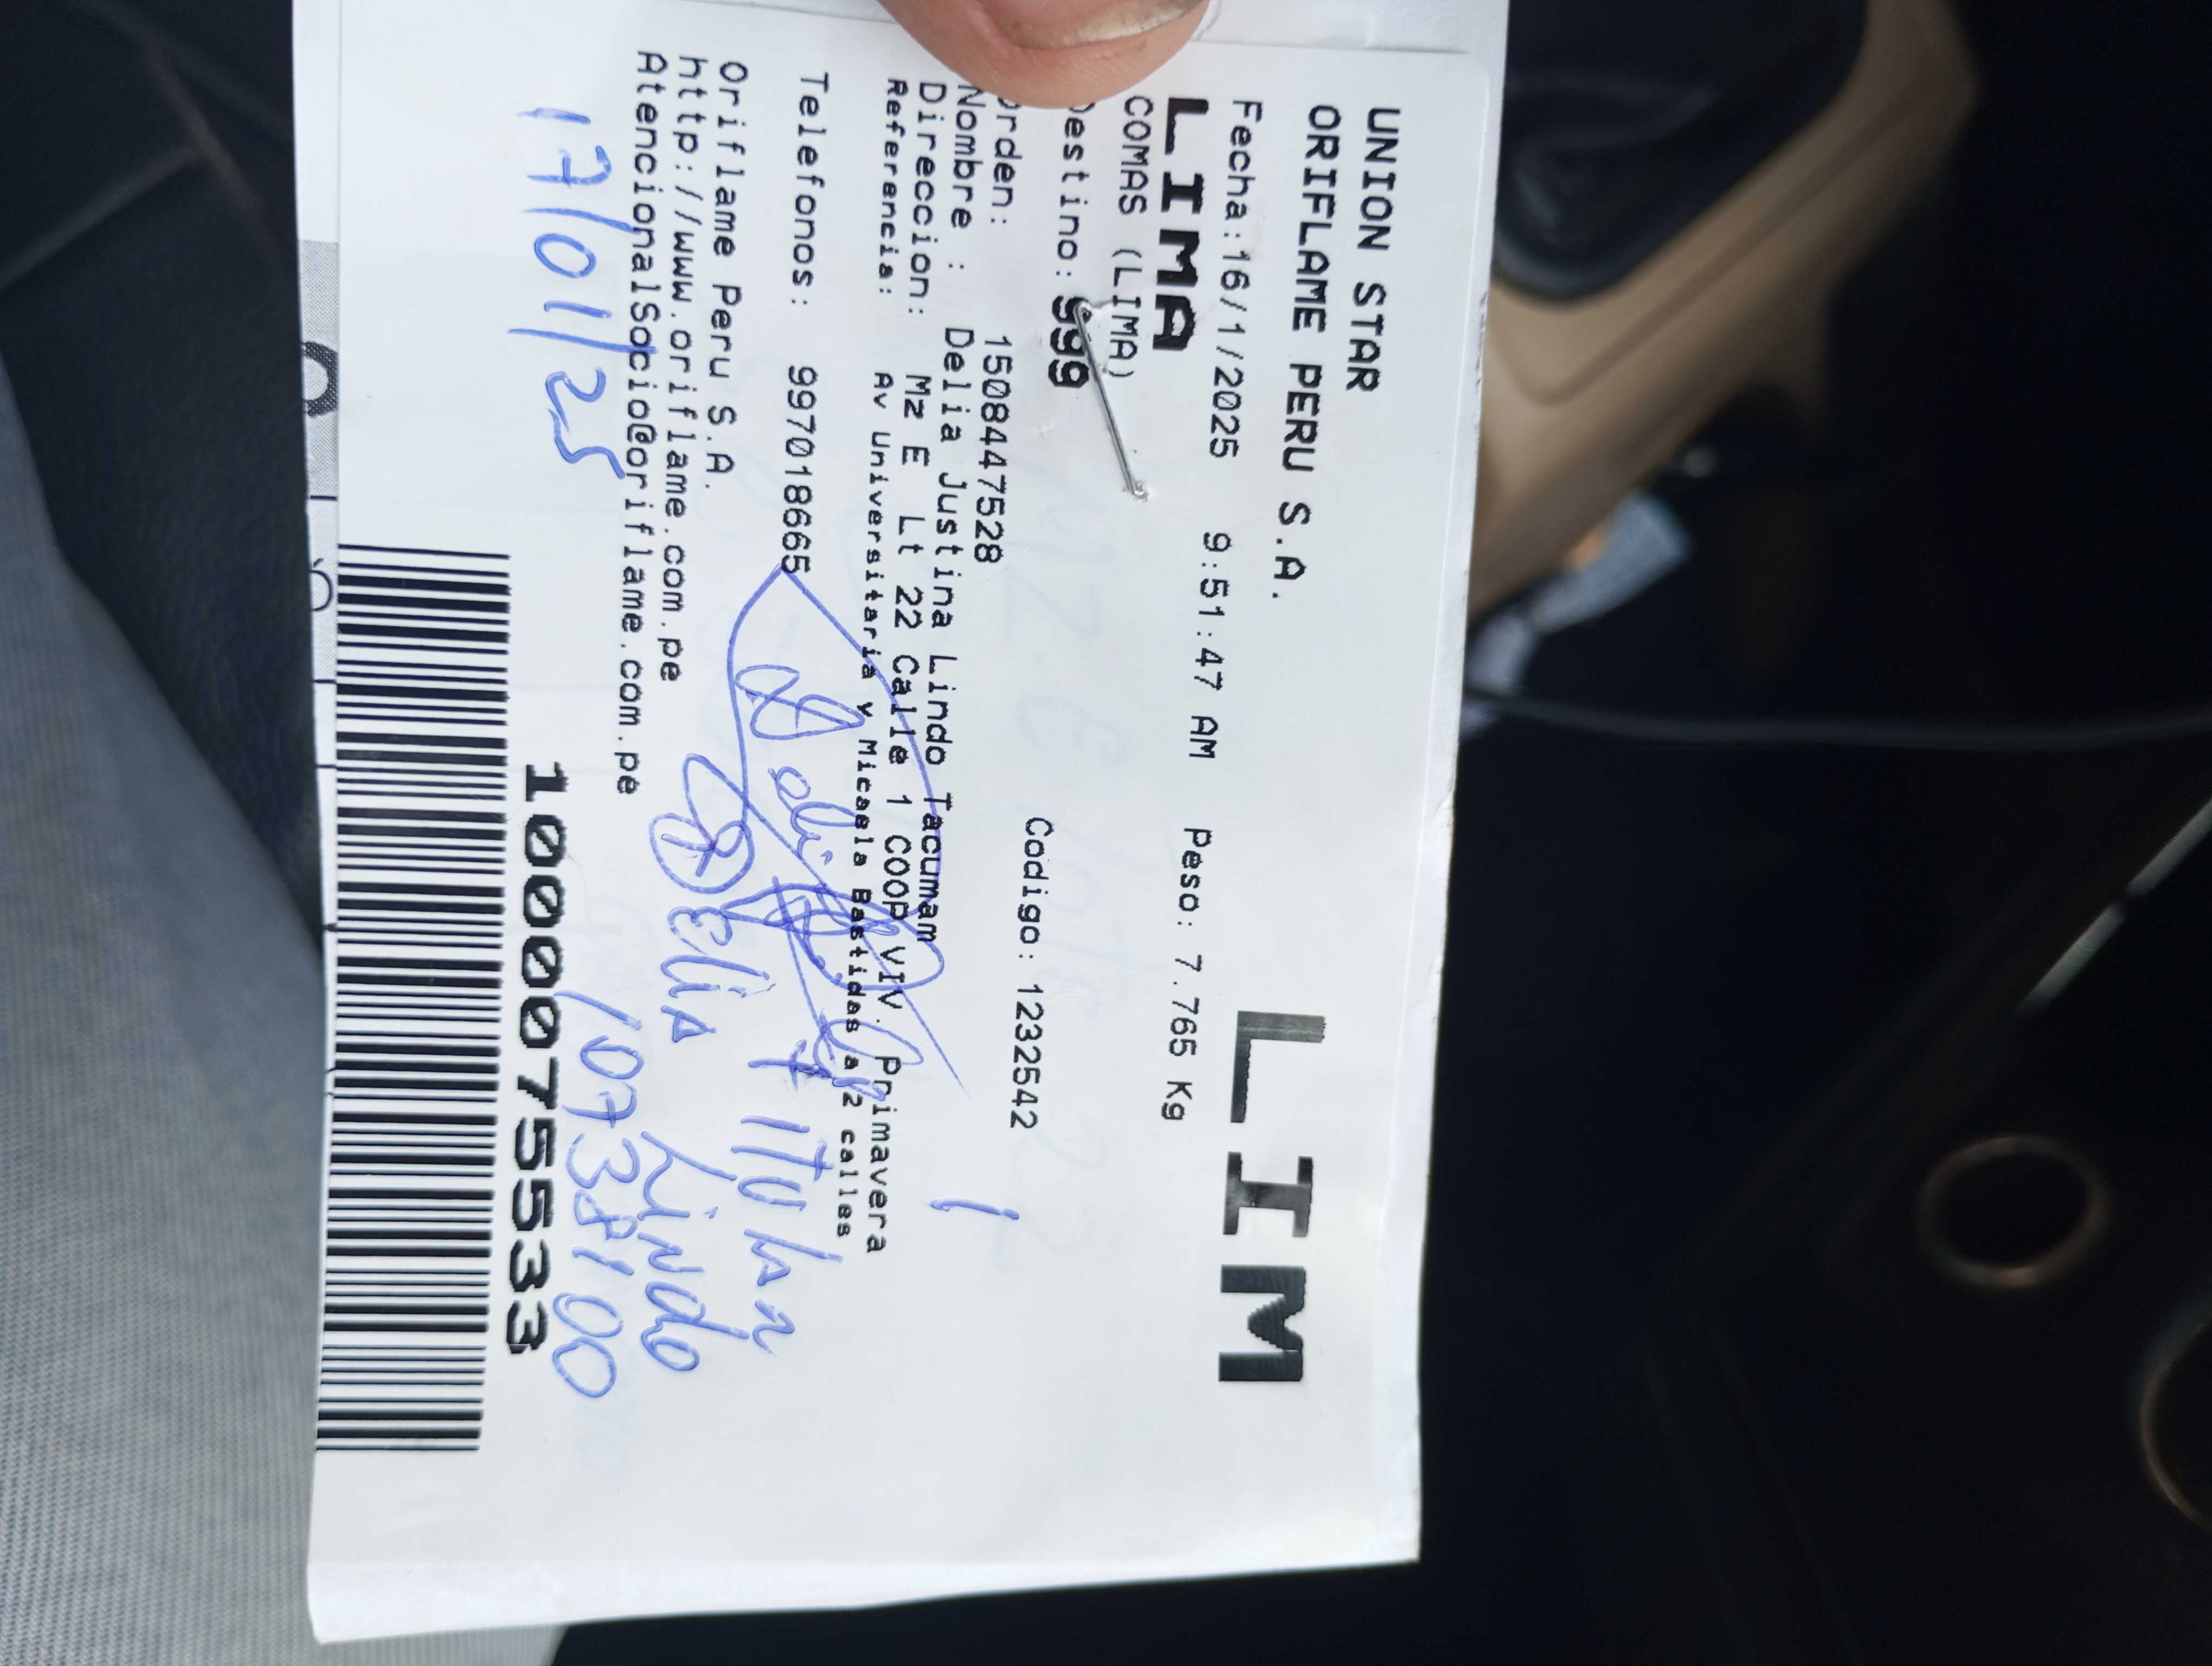 UNION STAR
ORIFLAME PERU S.A.
Fecha:16/1/2025 9:51:47 AM Peso: 7.765 Kg
LIM
LIMA
COMAS (LIMA)
Destino: 999
Codigo: 1232542
Orden: 1508447528
Nombre : Delia Justina Lindo Tacumam
Direccion: Mz E Lt 22 Calle 1 COOP VIV. Primavera
Referencia: Av Universitaria y Micaela Bastidas a 2 calles
Telefonos: 997018665
Oriflame Peru S.A.
http://www.oriflame.com.pe
AtencionalSocio@oriflame.com.pe
Delia Lindo
10738100
17/01/25
1000075533